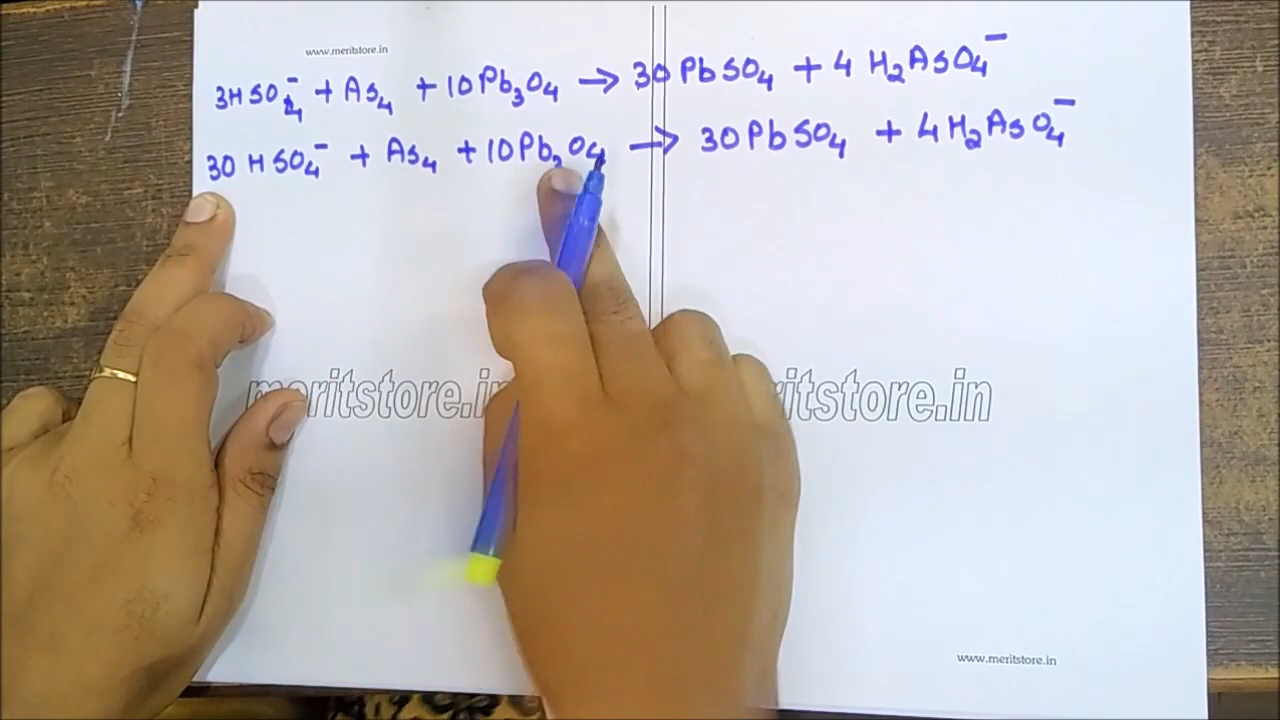 www.meritstore.in
3HSO₄⁻ + As₄ + 10Pb₃O₄ → 30PbSO₄ + 4H₂AsO₄⁻
30HSO₄⁻ + As₄ + 10Pb₃O₄ → 30PbSO₄ + 4H₂AsO₄⁻
meritstore.in ritstore.in
www.meritstore.in